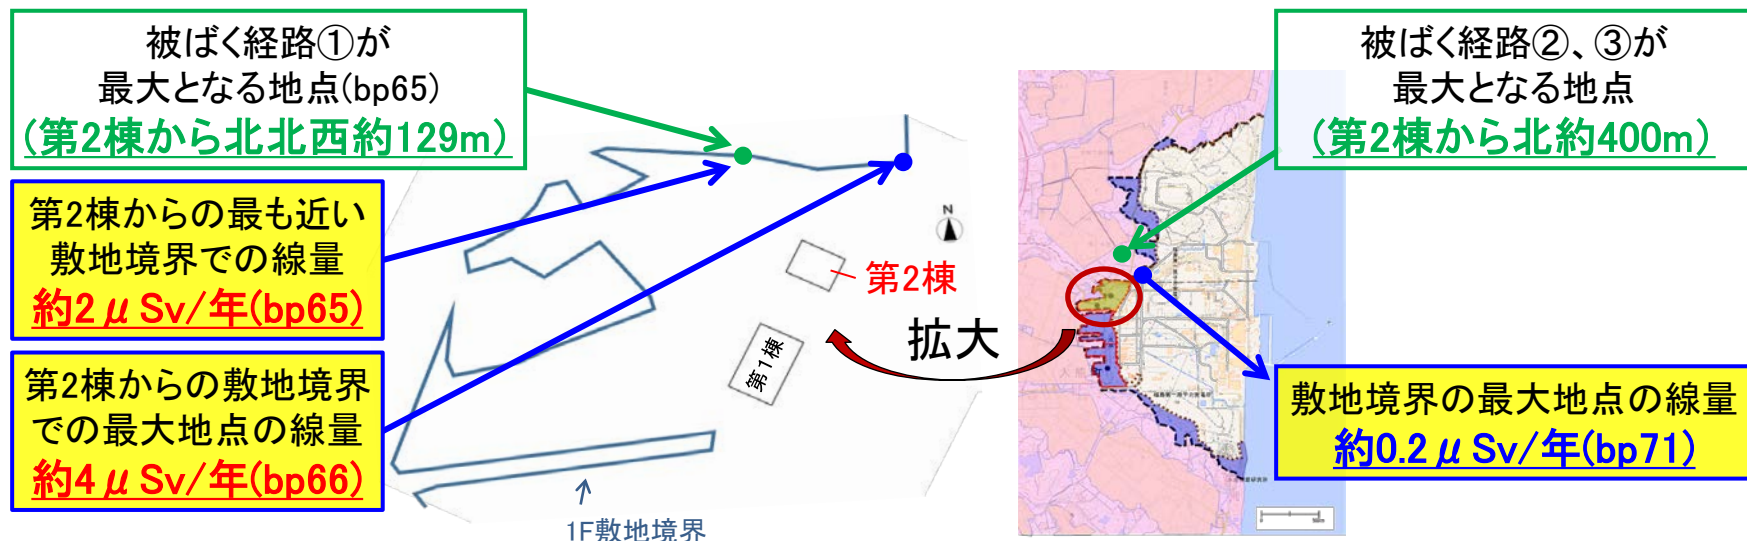 被ばく経路①が
最大となる地点(bp65)
(第2棟から北北西約129m)
第2棟からの最も近い
敷地境界での線量
約2μSv/年(bp65)
第2棟からの敷地境界
での最大地点の線量
約4μSv/年(bp66)
N
第2棟
第1棟
1F敷地境界
拡大
被ばく経路②、③が
最大となる地点
(第2棟から北約400m)
敷地境界の最大地点の線量
約0.2μSv/年(bp71)